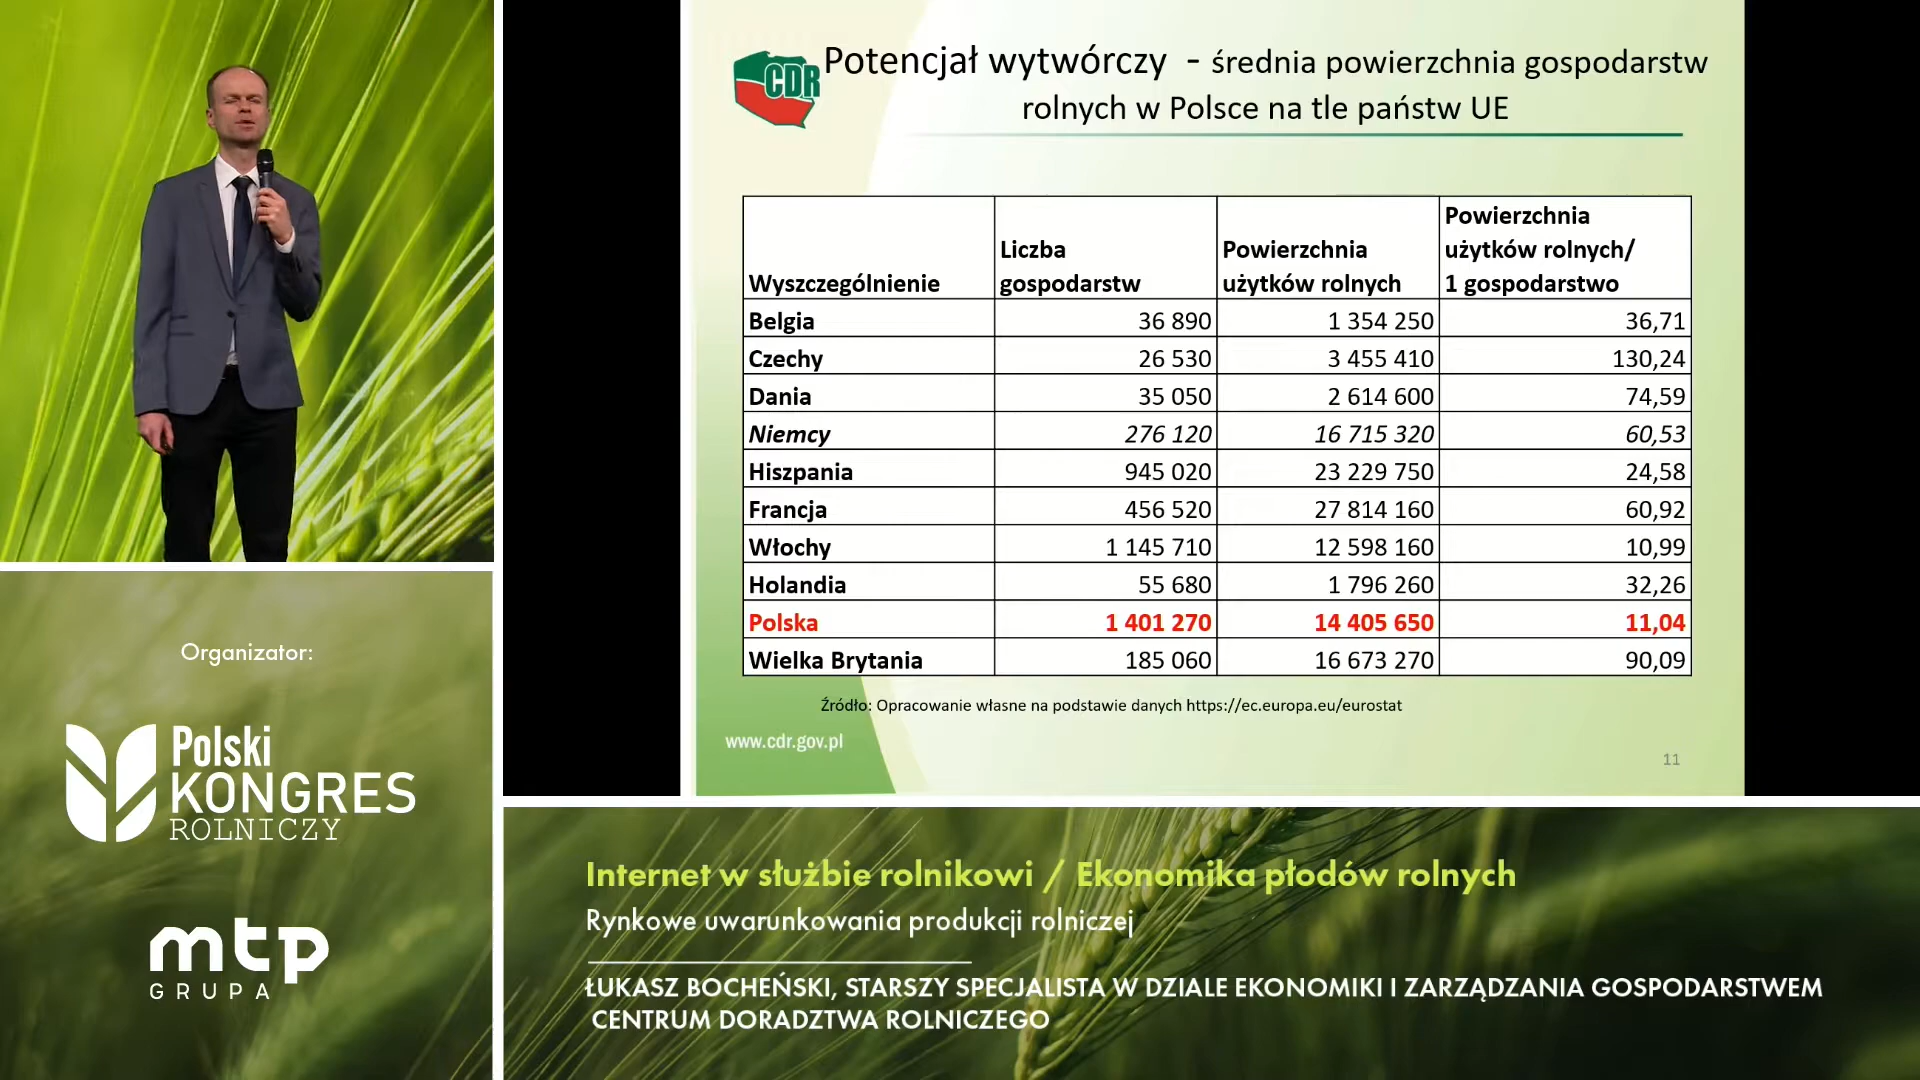 CDR
Potencjał wytwórczy - średnia powierzchnia gospodarstw
rolnych w Polsce na tle państw UE
Wyszczególnienie Liczba gospodarstw Powierzchnia użytków rolnych Powierzchnia użytków rolnych/ 1 gospodarstwo
Belgia 36 890 1 354 250 36,71
Czechy 26 530 3 455 410 130,24
Dania 35 050 2 614 600 74,59
Niemcy 276 120 16 715 320 60,53
Hiszpania 945 020 23 229 750 24,58
Francja 456 520 27 814 160 60,92
Włochy 1 145 710 12 598 160 10,99
Holandia 55 680 1 796 260 32,26
Polska 1 401 270 14 405 650 11,04
Wielka Brytania 185 060 16 673 270 90,09
Źródło: Opracowanie własne na podstawie danych https://ec.europa.eu/eurostat
www.cdr.gov.pl
11
Organizator:
Polski
KONGRES
ROLNICZY
mtp
GRUPA
Internet w służbie rolnikowi / Ekonomika płodów rolnych
Rynkowe uwarunkowania produkcji rolniczej
ŁUKASZ BOCHEŃSKI, STARSZY SPECJALISTA W DZIALE EKONOMIKI I ZARZĄDZANIA GOSPODARSTWEM
CENTRUM DORADZTWA ROLNICZEGO